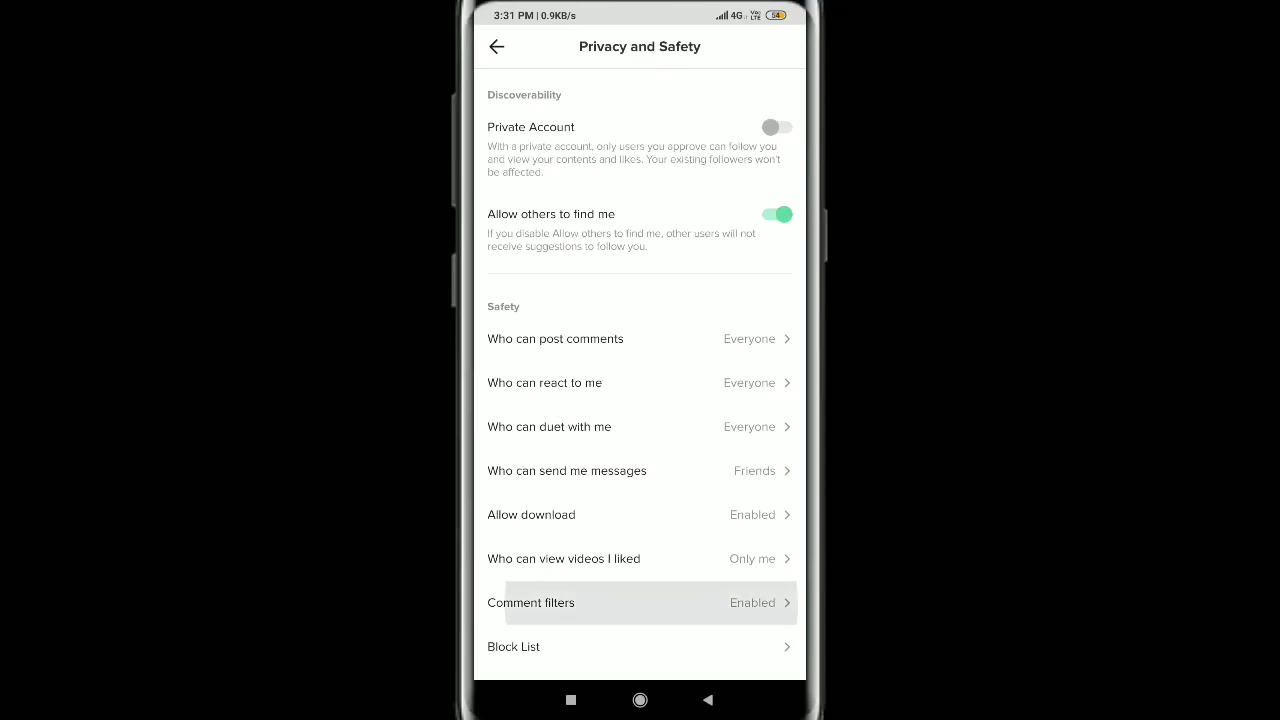 3:31 PM | 0.9KB/s 4G Vo LTE 54
Privacy and Safety
Discoverability
Private Account
With a private account, only users you approve can follow you
and view your contents and likes. Your existing followers won't
be affected.
Allow others to find me
If you disable Allow others to find me, other users will not
receive suggestions to follow you.
Safety
Who can post comments Everyone
Who can react to me Everyone
Who can duet with me Everyone
Who can send me messages Friends
Allow download Enabled
Who can view videos I liked Only me
Comment filters Enabled
Block List